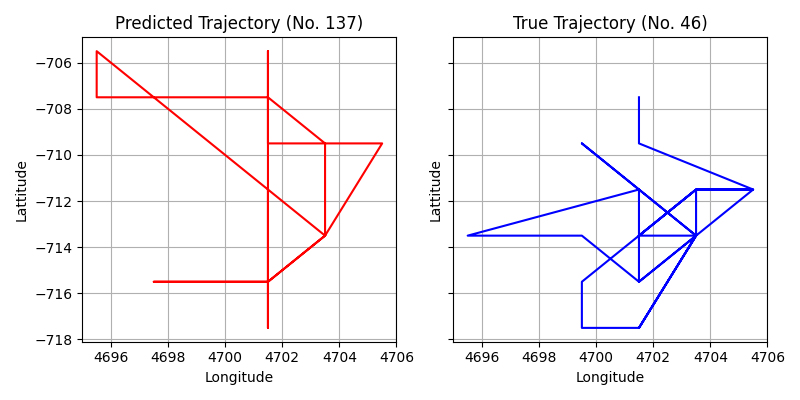 Predicted Trajectory (No. 137)
True Trajectory (No. 46)
Lattitude
−706
−708
−710
−712
−714
−716
−718
4696 4698 4700 4702 4704 4706
Longitude
Lattitude
4696 4698 4700 4702 4704 4706
Longitude